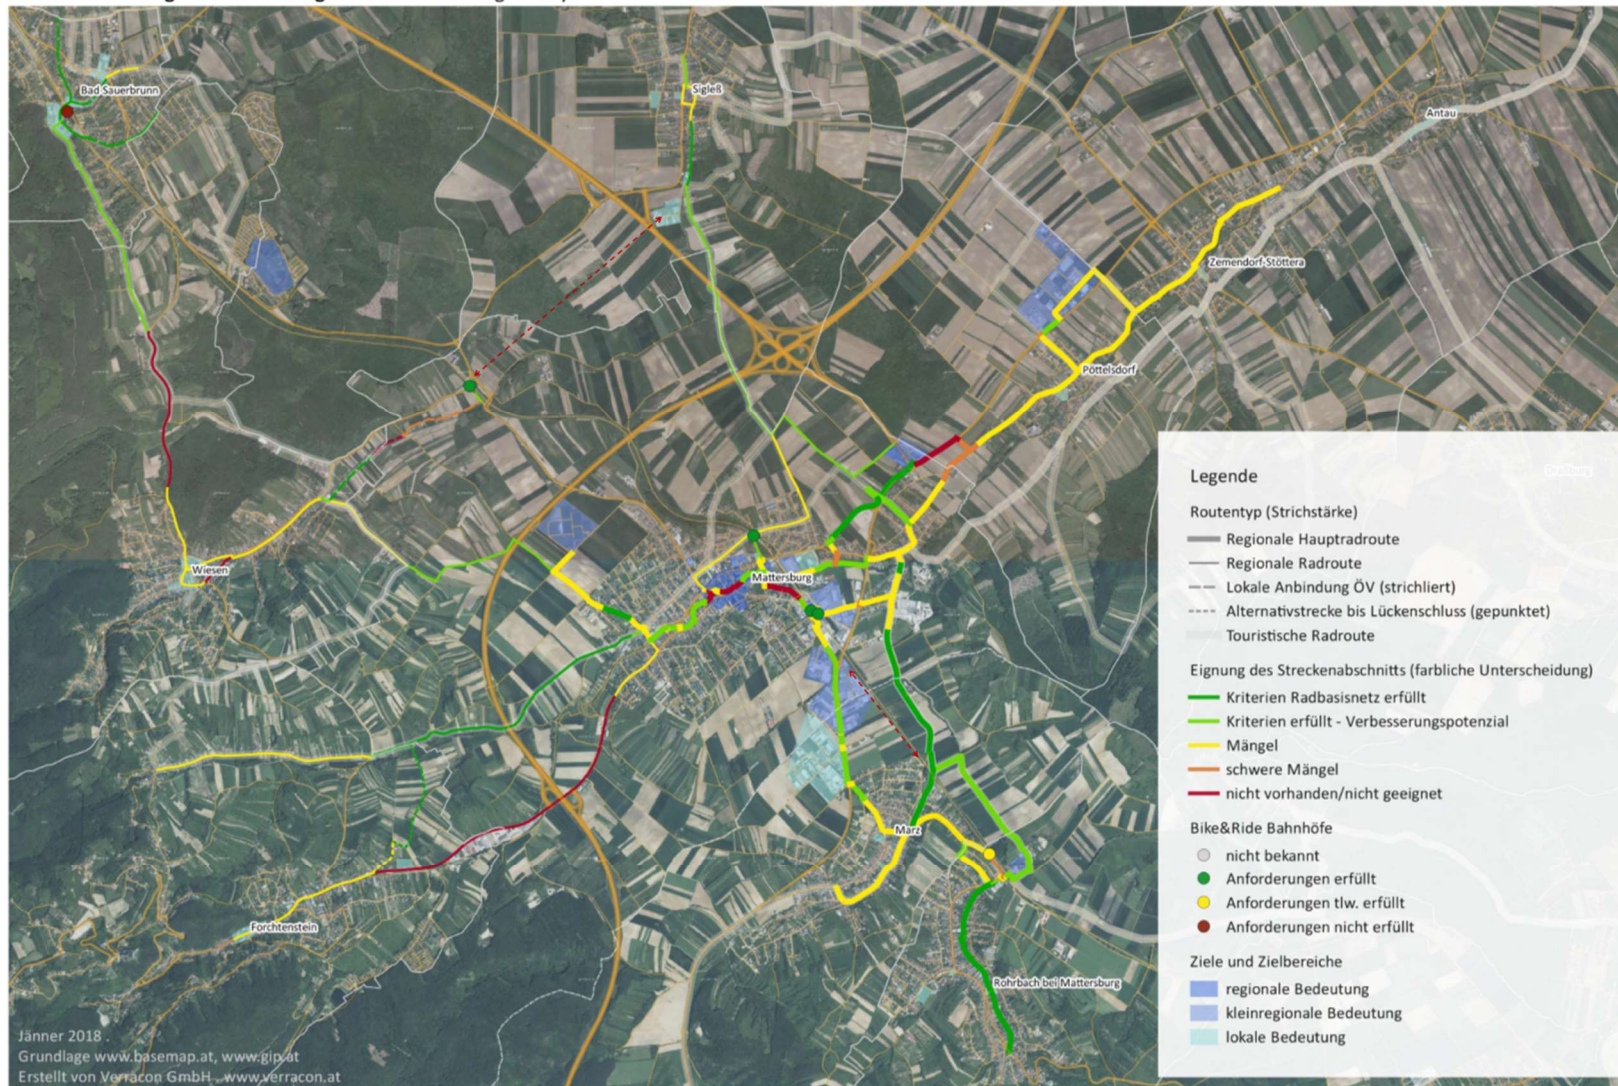 Bad Sauerbrunn
Sigleß
Antau
Zemendorf-Stöttera
Pöttelsdorf
Wiesen
Mattersburg
Marz
Forchtenstein
Rohrbach bei Mattersburg
Legende
Routentyp (Strichstärke)
Regionale Hauptradroute
Regionale Radroute
Lokale Anbindung ÖV (strichliert)
Alternativstrecke bis Lückenschluss (gepunktet)
Touristische Radroute
Eignung des Streckenabschnitts (farbliche Unterscheidung)
Kriterien Radbasisnetz erfüllt
Kriterien erfüllt - Verbesserungspotenzial
Mängel
schwere Mängel
nicht vorhanden/nicht geeignet
Bike&Ride Bahnhöfe
nicht bekannt
Anforderungen erfüllt
Anforderungen tlw. erfüllt
Anforderungen nicht erfüllt
Ziele und Zielbereiche
regionale Bedeutung
kleinregionale Bedeutung
lokale Bedeutung
Jänner 2018
Grundlage www.basemap.at, www.gip.at
Erstellt von Verracon GmbH - www.verracon.at